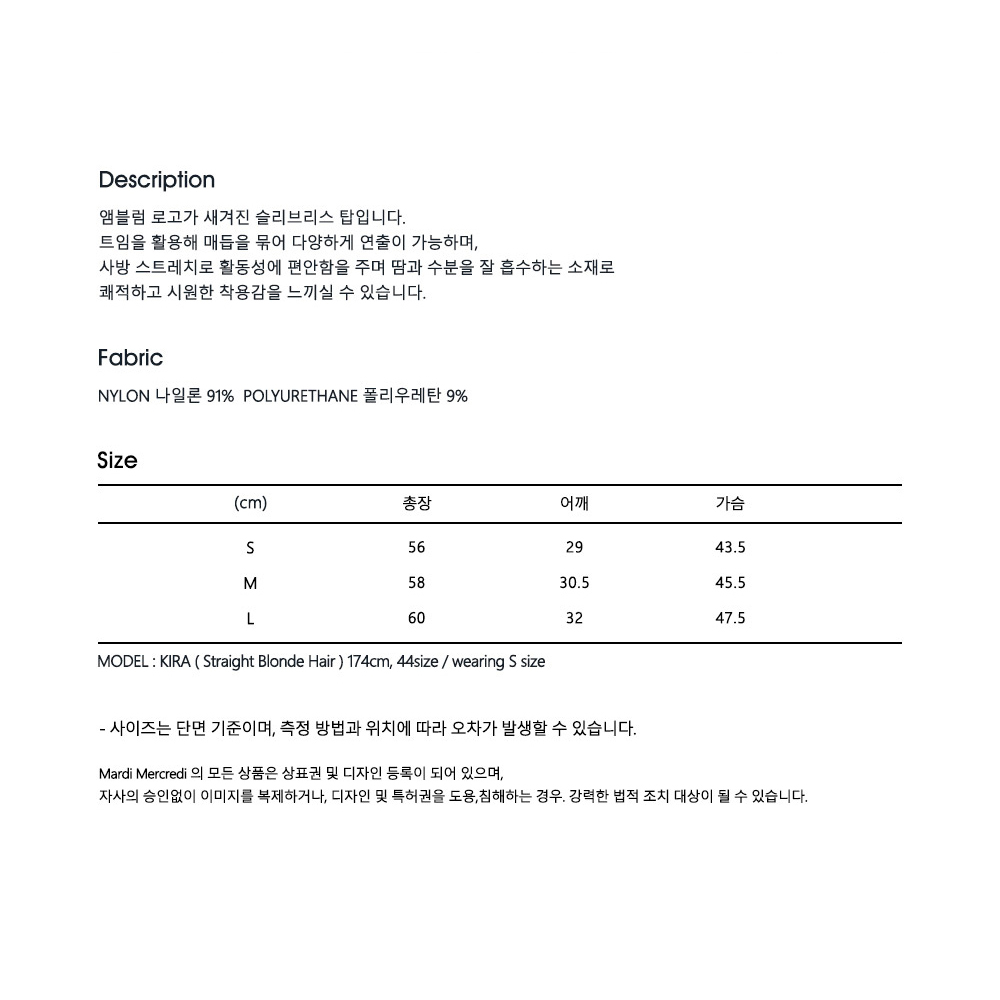 Description
앰블럼 로고가 새겨진 슬리브리스 탑입니다.
트임을 활용해 매듭을 묶어 다양하게 연출이 가능하며,
사방 스트레치로 활동성에 편안함을 주며 땀과 수분을 잘 흡수하는 소재로
쾌적하고 시원한 착용감을 느끼실 수 있습니다.
Fabric
NYLON 나일론 91% POLYURETHANE 폴리우레탄 9%
Size
(cm) 총장 어깨 가슴
S 56 29 43.5
M 58 30.5 45.5
L 60 32 47.5
MODEL : KIRA ( Straight Blonde Hair ) 174cm, 44size / wearing S size
- 사이즈는 단면 기준이며, 측정 방법과 위치에 따라 오차가 발생할 수 있습니다.
Mardi Mercredi 의 모든 상품은 상표권 및 디자인 등록이 되어 있으며,
자사의 승인없이 이미지를 복제하거나, 디자인 및 특허권을 도용,침해하는 경우. 강력한 법적 조치 대상이 될 수 있습니다.